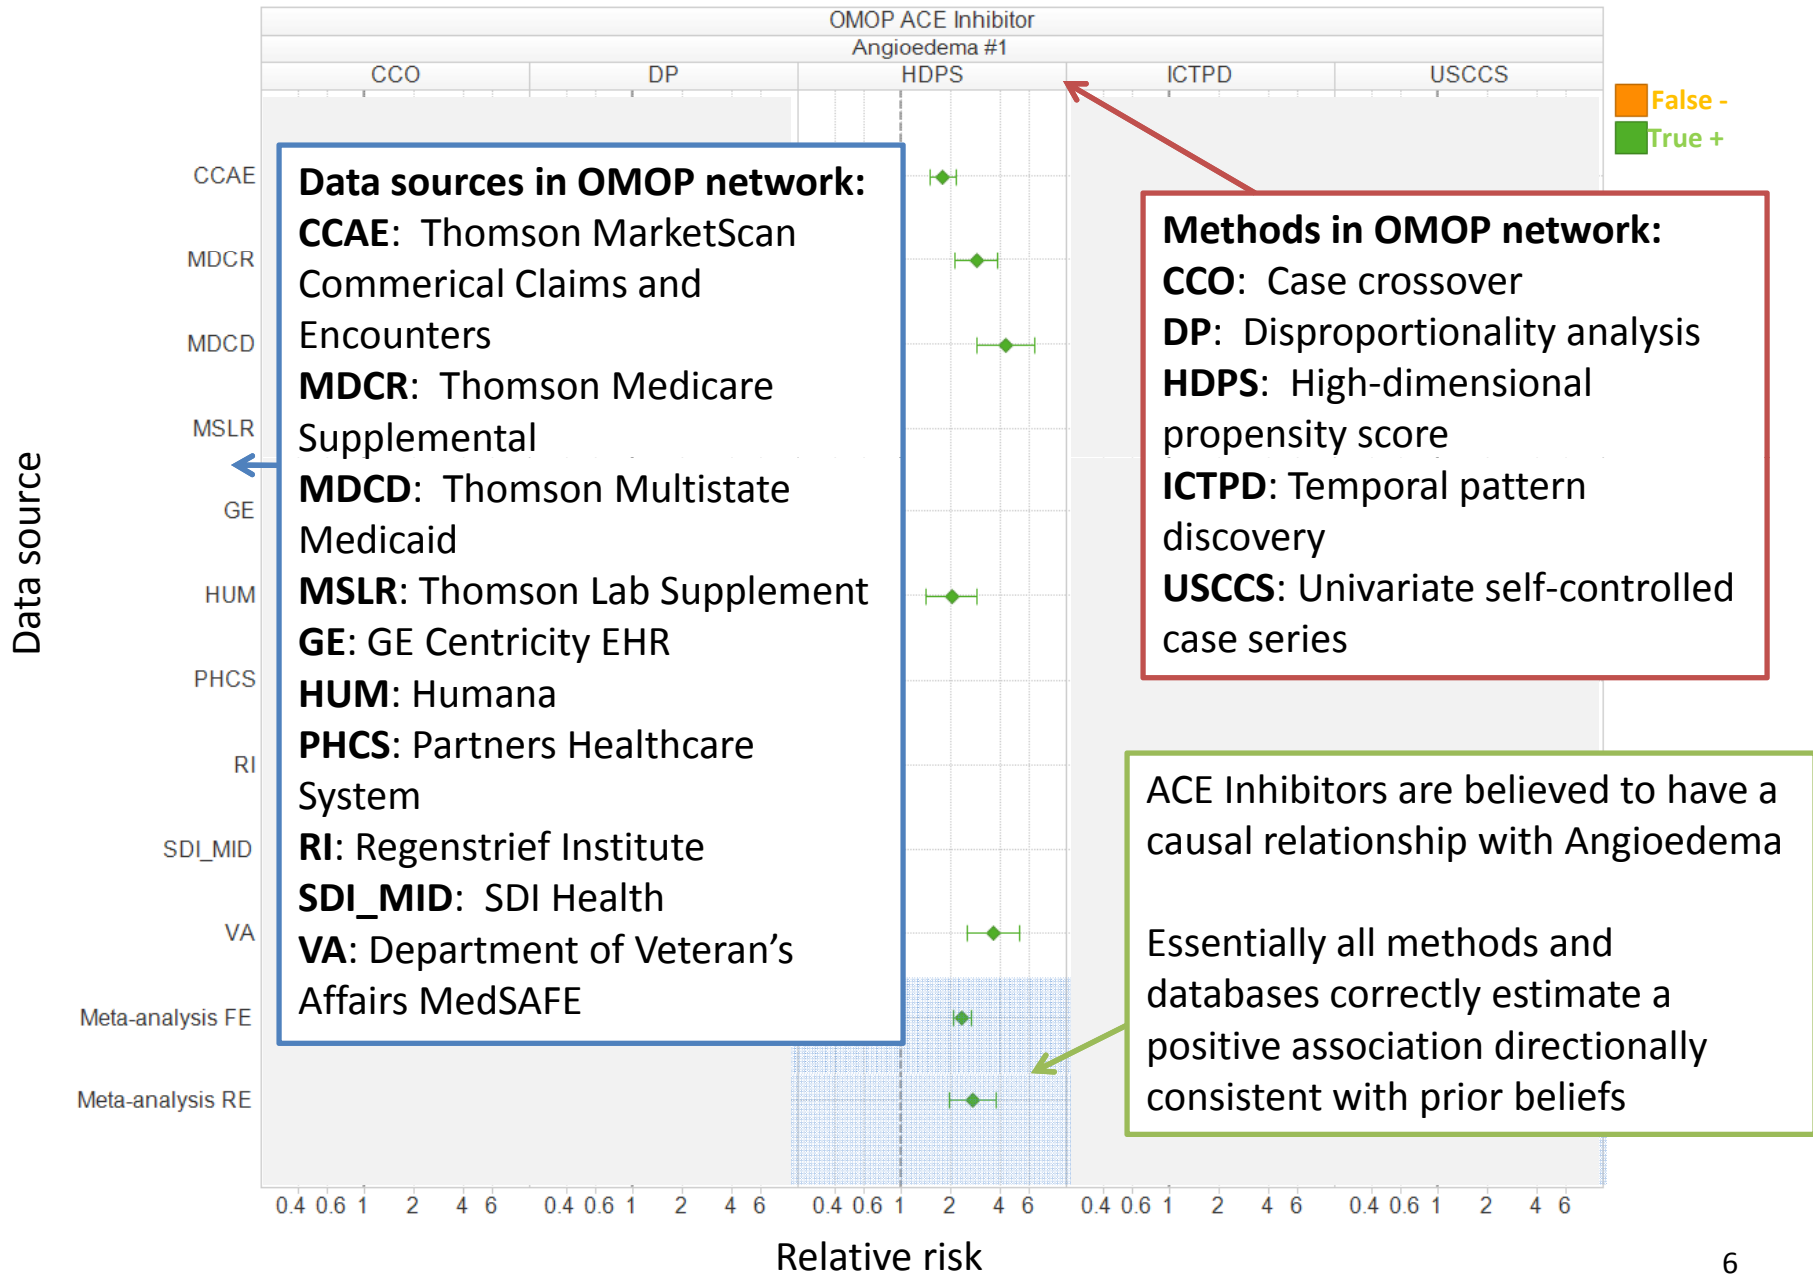 OMOP ACE Inhibitor
Angioedema #1
CCO DP HDPS ICTPD USCCS
False -
True +
Data source
CCAE
MDCR
MDCD
MSLR
GE
HUM
PHCS
RI
SDI_MID
VA
Meta-analysis FE
Meta-analysis RE
Data sources in OMOP network:
CCAE: Thomson MarketScan
Commerical Claims and
Encounters
MDCR: Thomson Medicare
Supplemental
MDCD: Thomson Multistate
Medicaid
MSLR: Thomson Lab Supplement
GE: GE Centricity EHR
HUM: Humana
PHCS: Partners Healthcare
System
RI: Regenstrief Institute
SDI_MID: SDI Health
VA: Department of Veteran's
Affairs MedSAFE
Methods in OMOP network:
CCO: Case crossover
DP: Disproportionality analysis
HDPS: High-dimensional
propensity score
ICTPD: Temporal pattern
discovery
USCCS: Univariate self-controlled
case series
ACE Inhibitors are believed to have a
causal relationship with Angioedema
Essentially all methods and
databases correctly estimate a
positive association directionally
consistent with prior beliefs
0.4 0.6 1 2 4 6 0.4 0.6 1 2 4 6 0.4 0.6 1 2 4 6 0.4 0.6 1 2 4 6 0.4 0.6 1 2 4 6
Relative risk
6